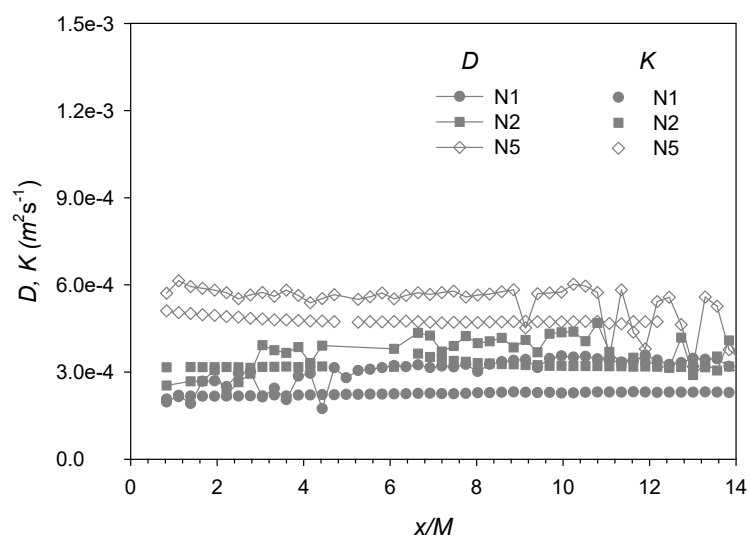 1.5e-3
1.2e-3
9.0e-4
6.0e-4
3.0e-4
0.0
D, K (m²s⁻¹)
D K
N1 N1
N2 N2
N5 N5
0 2 4 6 8 10 12 14
x/M